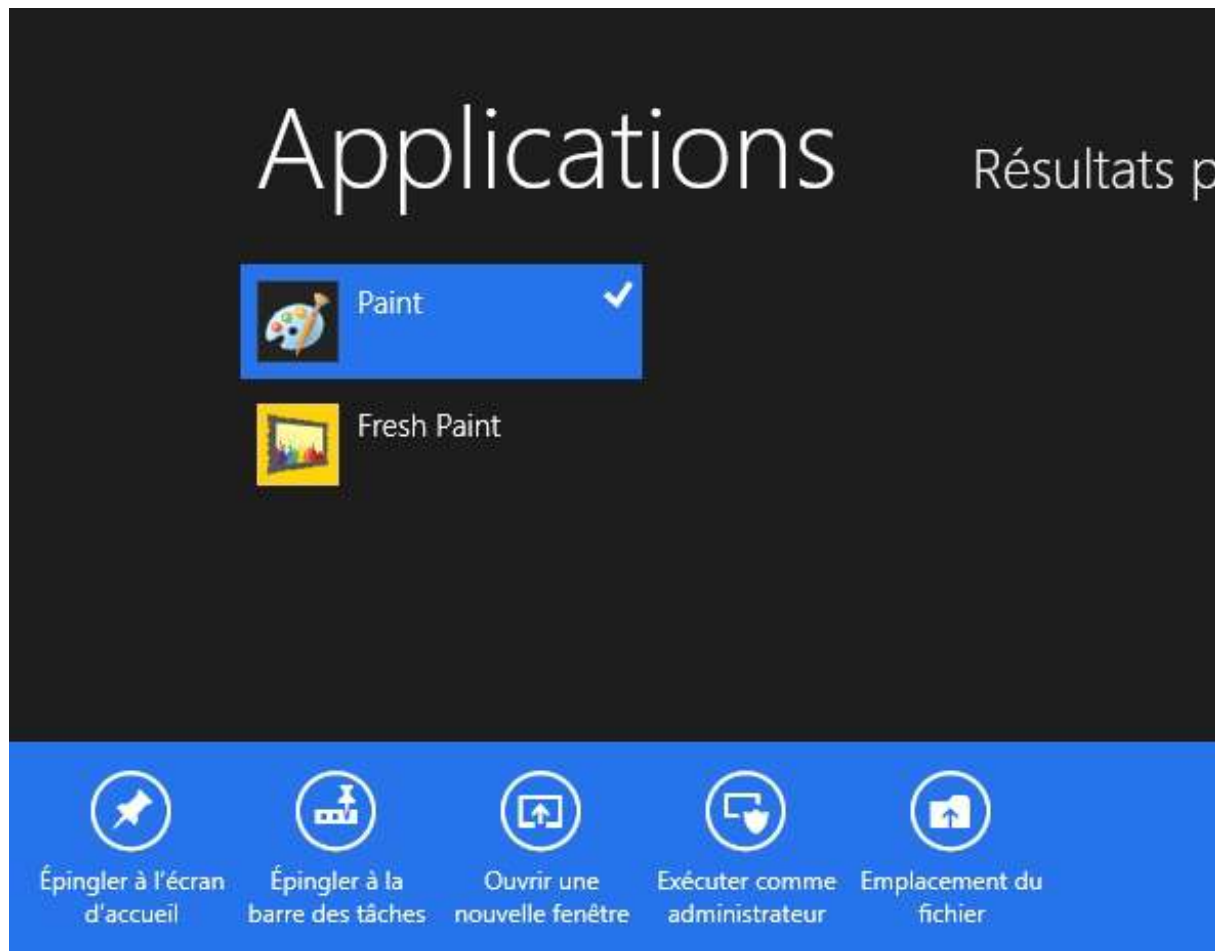 Applications
Résultats p
Paint
Fresh Paint
Épingler à l'écran
d'accueil
Épingler à la
barre des tâches
Ouvrir une
nouvelle fenêtre
Exécuter comme
administrateur
Emplacement du
fichier